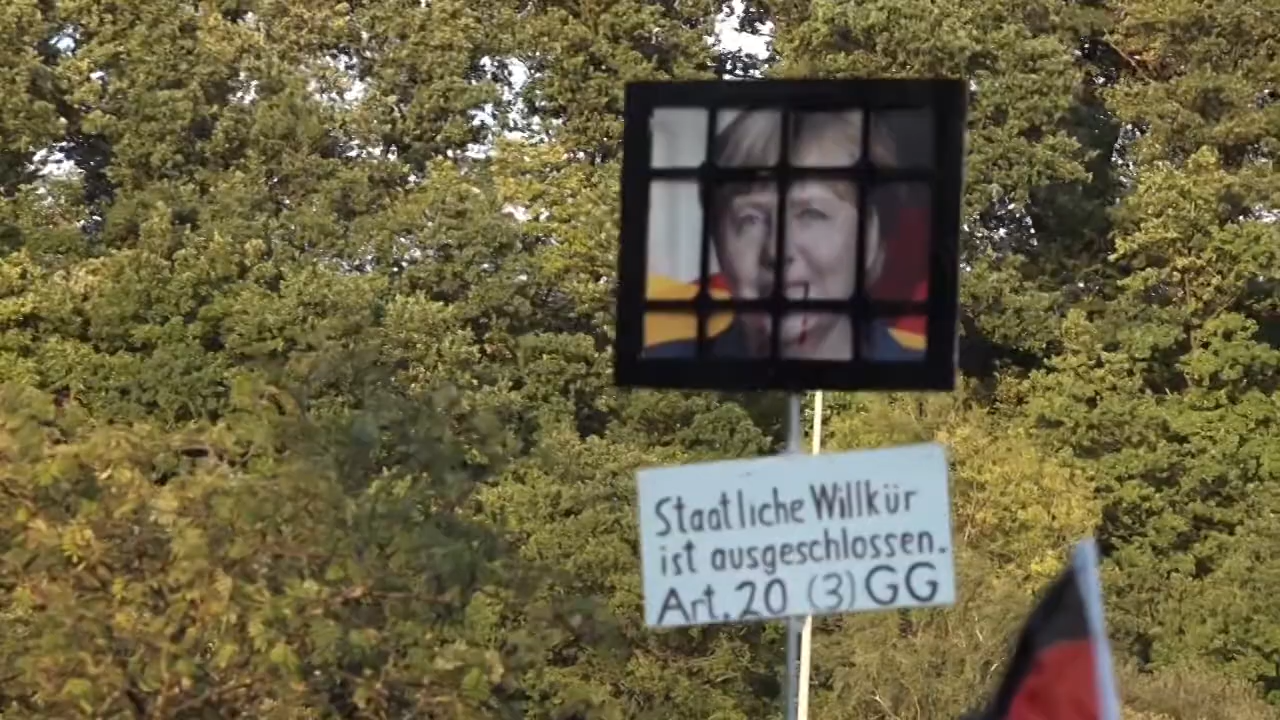 Staatliche Willkür
ist ausgeschlossen.
Art. 20 (3) GG